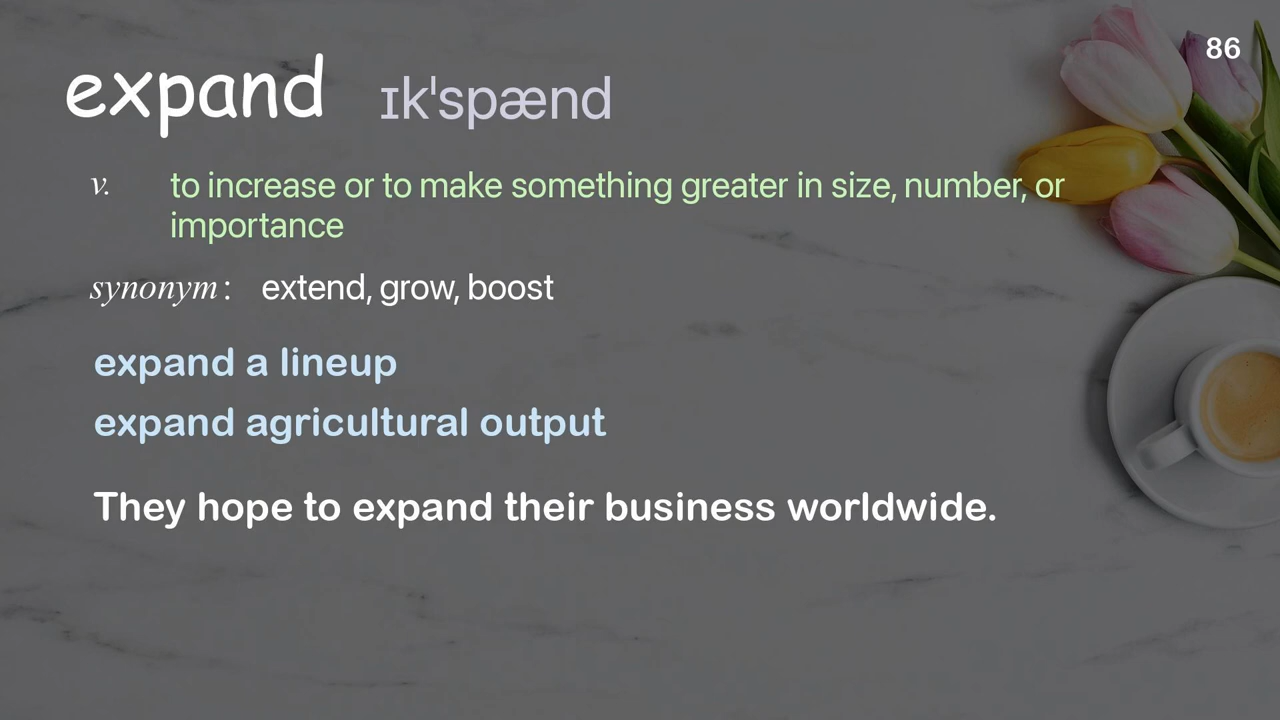 86
expand ɪkˈspænd
v. to increase or to make something greater in size, number, or
importance
synonym: extend, grow, boost
expand a lineup
expand agricultural output
They hope to expand their business worldwide.